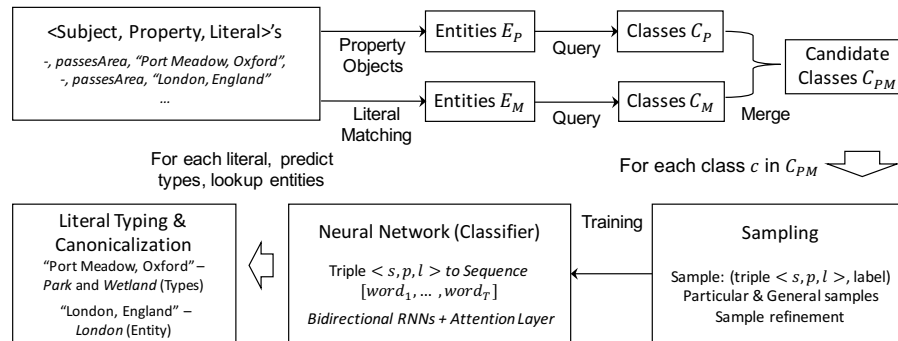 <Subject, Property, Literal>'s
-, passesArea, "Port Meadow, Oxford",
-, passesArea, "London, England"
...
Property
Objects
Literal
Matching
Entities E_P
Query
Classes C_P
Entities E_M
Query
Classes C_M
Merge
Candidate
Classes C_PM
For each literal, predict
types, lookup entities
For each class c in C_PM
Literal Typing &
Canonicalization
"Port Meadow, Oxford" –
Park and Wetland (Types)
"London, England" –
London (Entity)
Neural Network (Classifier)
Triple < s, p, l > to Sequence
[word_1, … , word_T]
Bidirectional RNNs + Attention Layer
Training
Sampling
Sample: (triple < s, p, l >, label)
Particular & General samples
Sample refinement